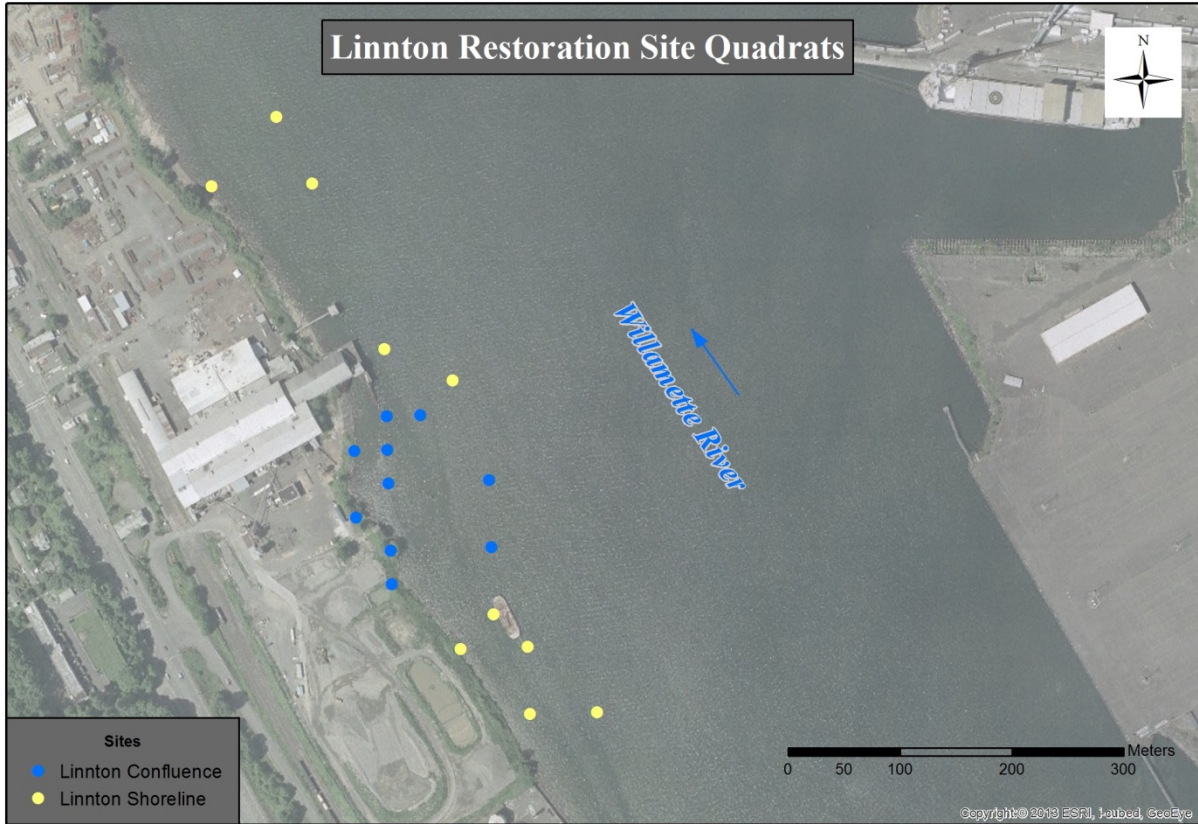 Linnton Restoration Site Quadrats
N
Willamette River
Sites
Linnton Confluence
Linnton Shoreline
Meters
0 50 100 200 300
Copyright:© 2013 ESRI, i-cubed, GeoEye